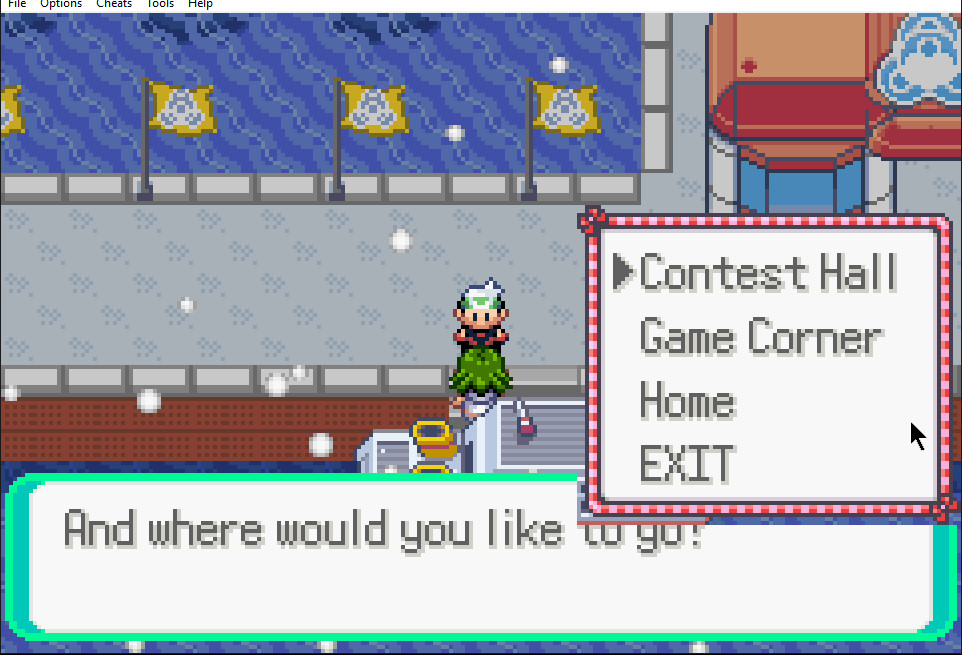 File Options Cheats Tools Help
Contest Hall
Game Corner
Home
EXIT
And where would you like to go?